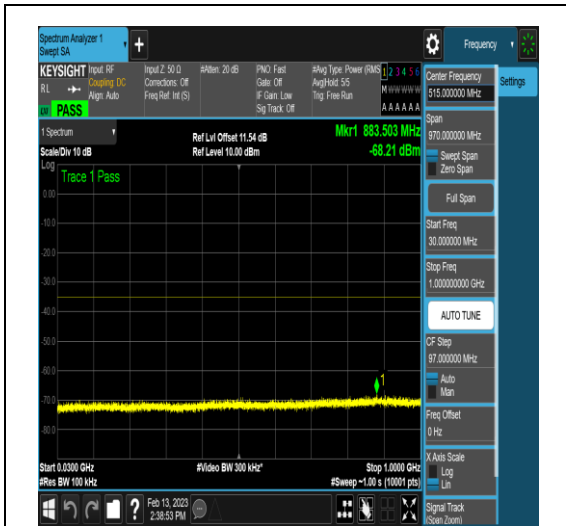 Spectrum Analyzer 1
Swept SA
Frequency
KEYSIGHT
RL
PASS
Input: RF
Coupling: DC
Align: Auto
Input Z: 50 Ω
Corrections: Off
Freq Ref: Int (S)
#Atten: 20 dB
PNO: Fast
Gate: Off
IF Gain: Low
Sig Track: Off
#Avg Type: Power (RMS
Avg|Hold: 5/5
Trig: Free Run
1 2 3 4 5 6
M W W W W W
A A A A A A
Settings
Center Frequency
515.000000 MHz
Span
970.000000 MHz
Swept Span
Zero Span
Full Span
Start Freq
30.000000 MHz
Stop Freq
1.000000000 GHz
AUTO TUNE
CF Step
97.000000 MHz
Auto
Man
Freq Offset
0 Hz
X Axis Scale
Log
Lin
Signal Track
(Span Zoom)
1 Spectrum
Scale/Div 10 dB
Ref Lvl Offset 11.54 dB
Ref Level 10.00 dBm
Mkr1 883.503 MHz
-68.21 dBm
Log
Trace 1 Pass
0.00
-10.0
-20.0
-30.0
-40.0
-50.0
-60.0
-70.0
-80.0
1
Start 0.0300 GHz
#Res BW 100 kHz
#Video BW 300 kHz*
Stop 1.0000 GHz
#Sweep ~1.00 s (10001 pts)
?
Feb 13, 2023
2:38:53 PM